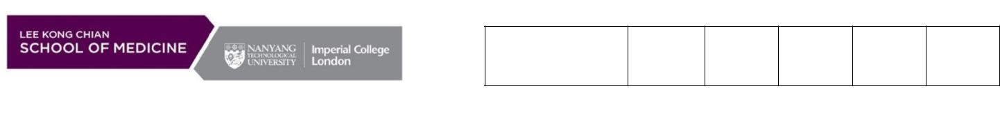 LEE KONG CHIAN
SCHOOL OF MEDICINE
NANYANG
TECHNOLOGICAL
UNIVERSITY
Imperial College
London